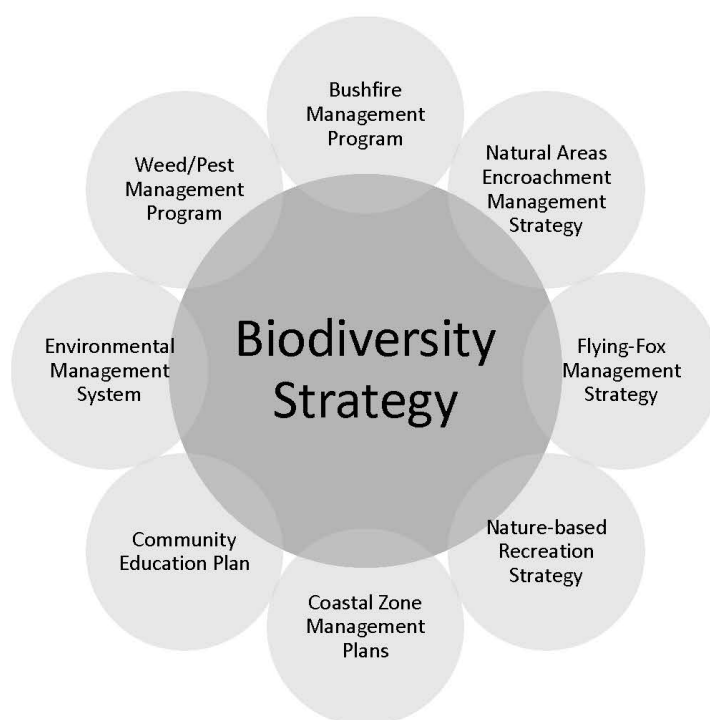 Bushfire
Management
Program
Natural Areas
Encroachment
Management
Strategy
Flying-Fox
Management
Strategy
Nature-based
Recreation
Strategy
Coastal Zone
Management
Plans
Community
Education Plan
Environmental
Management
System
Weed/Pest
Management
Program
Biodiversity
Strategy